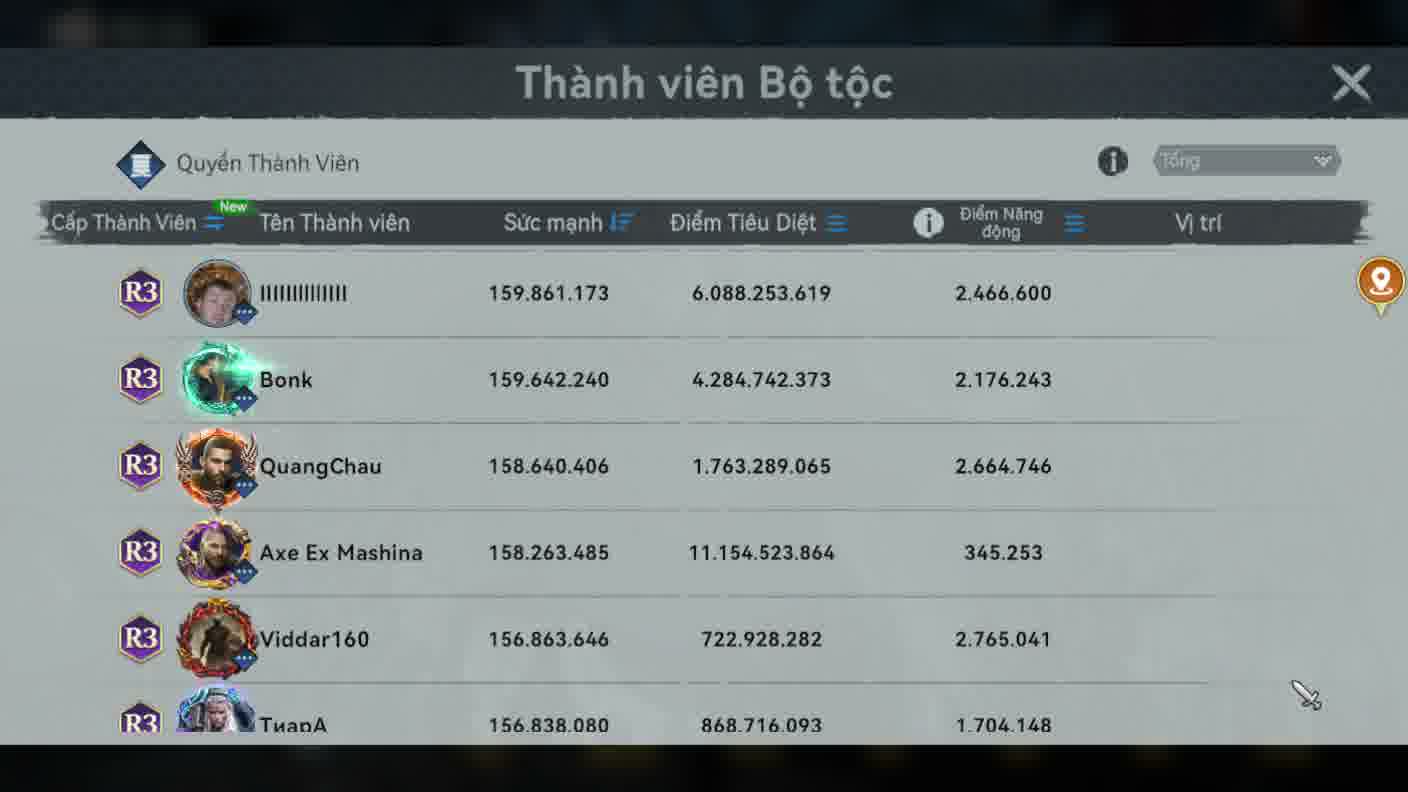 Thành viên Bộ tộc
Quyển Thành Viên
Tổng
Cấp Thành Viên New Tên Thành viên Sức mạnh Điểm Tiêu Diệt Điểm Năng động Vị trí
R3 IIIIIIIIIIIIII 159.861.173 6.088.253.619 2.466.600
R3 Bonk 159.642.240 4.284.742.373 2.176.243
R3 QuangChau 158.640.406 1.763.289.065 2.664.746
R3 Axe Ex Mashina 158.263.485 11.154.523.864 345.253
R3 Viddar160 156.863.646 722.928.282 2.765.041
R3 ТиарА 156.838.080 868.716.093 1.704.148